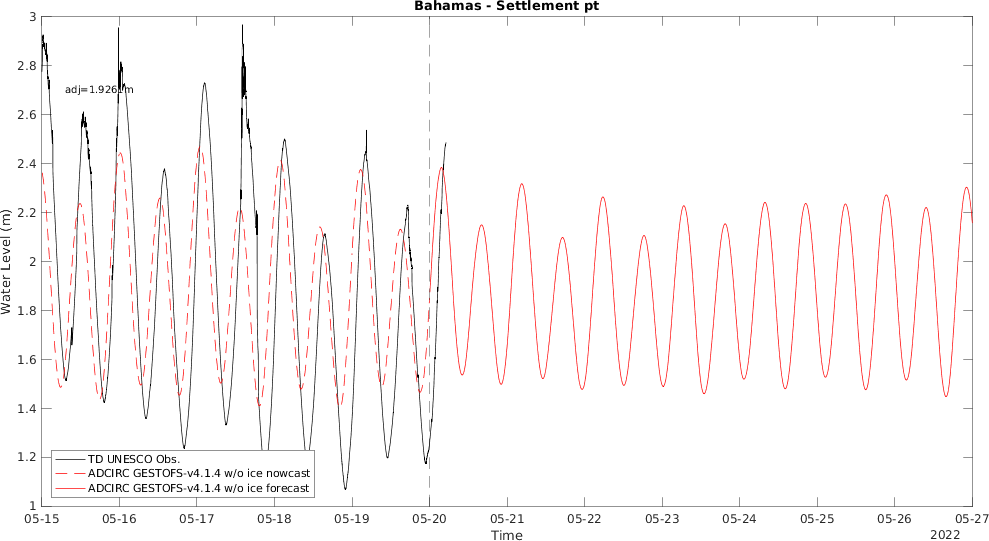 Bahamas - Settlement pt
3
2.8
2.6
2.4
2.2
2
1.8
1.6
1.4
1.2
1
Water Level (m)
adj=1.9261m
TD UNESCO Obs.
ADCIRC GESTOFS-v4.1.4 w/o ice nowcast
ADCIRC GESTOFS-v4.1.4 w/o ice forecast
05-15 05-16 05-17 05-18 05-19 05-20 05-21 05-22 05-23 05-24 05-25 05-26 05-27
Time
2022